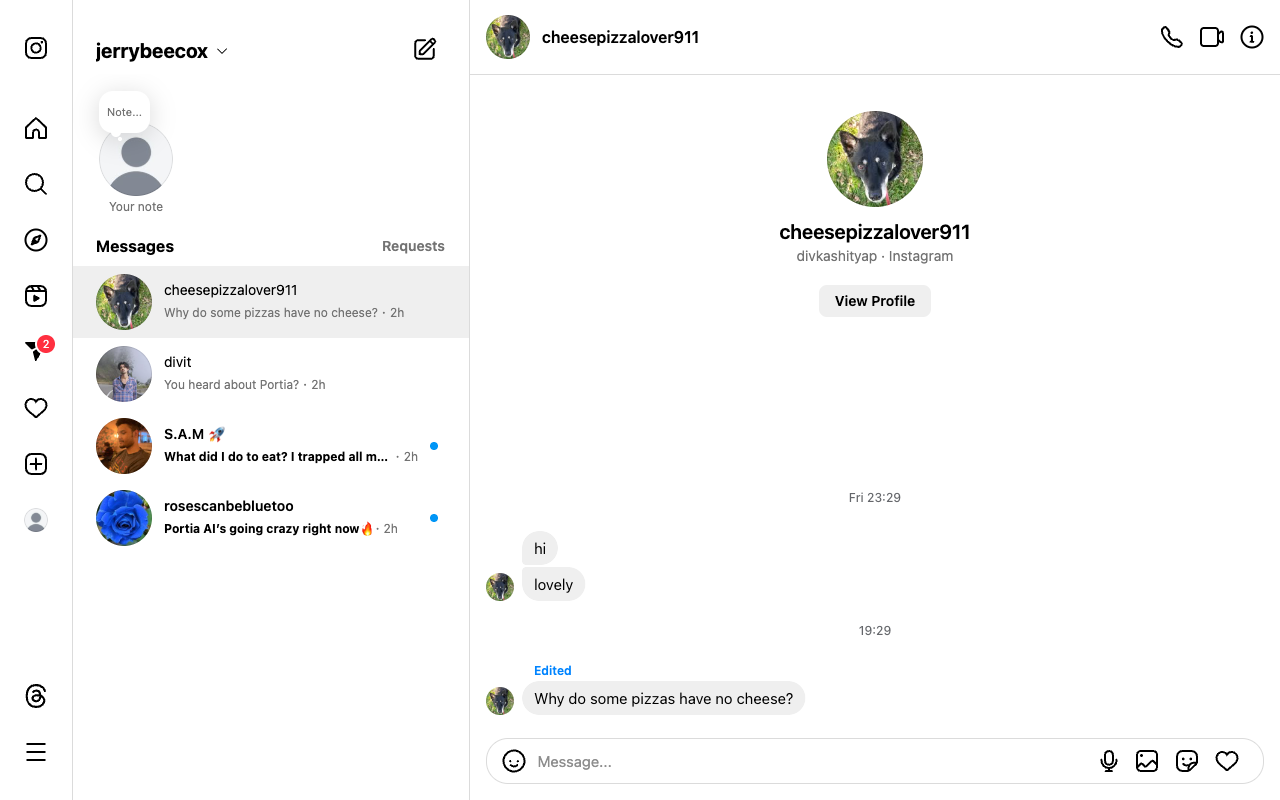 jerrybeecox
Note...
Your note
Messages
Requests
cheesepizzalover911
Why do some pizzas have no cheese? · 2h
divit
You heard about Portia? · 2h
S.A.M 🚀
What did I do to eat? I trapped all m... · 2h
rosescanbebluetoo
Portia AI's going crazy right now🔥 · 2h
2
cheesepizzalover911
cheesepizzalover911
divkashityap · Instagram
View Profile
Fri 23:29
hi
lovely
19:29
Edited
Why do some pizzas have no cheese?
Message...